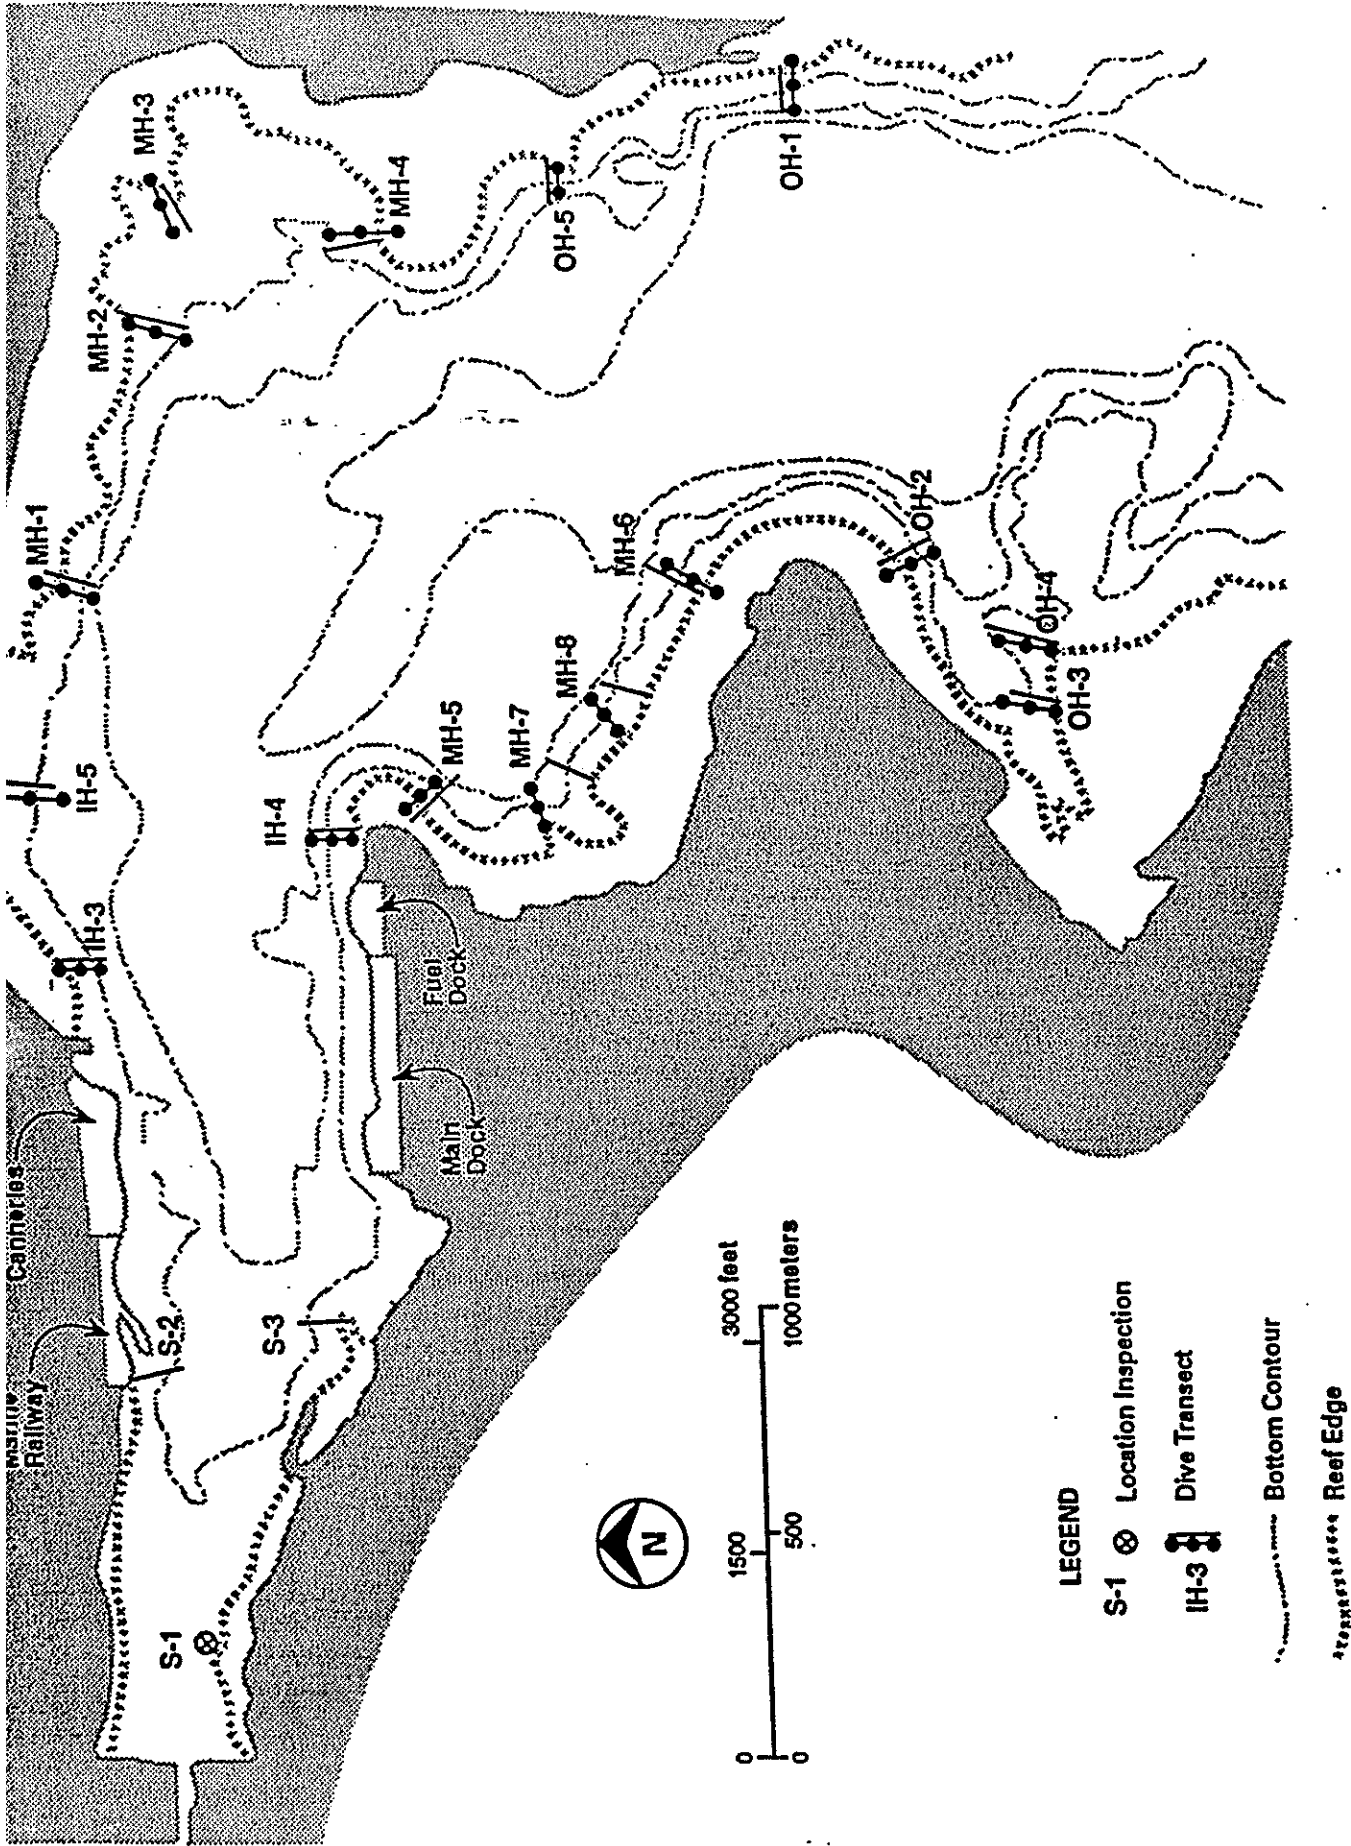 Marine
Railway
Canneries
S-1
S-2
S-3
Main
Dock
Fuel
Dock
IH-3
IH-5
IH-4
MH-1
MH-2
MH-3
MH-4
MH-5
MH-7
MH-8
MH-6
OH-5
OH-1
OH-2
OH-4
OH-3
N
0 1500 3000 feet
0 500 1000 meters
LEGEND
S-1 Location Inspection
IH-3 Dive Transect
Bottom Contour
Reef Edge